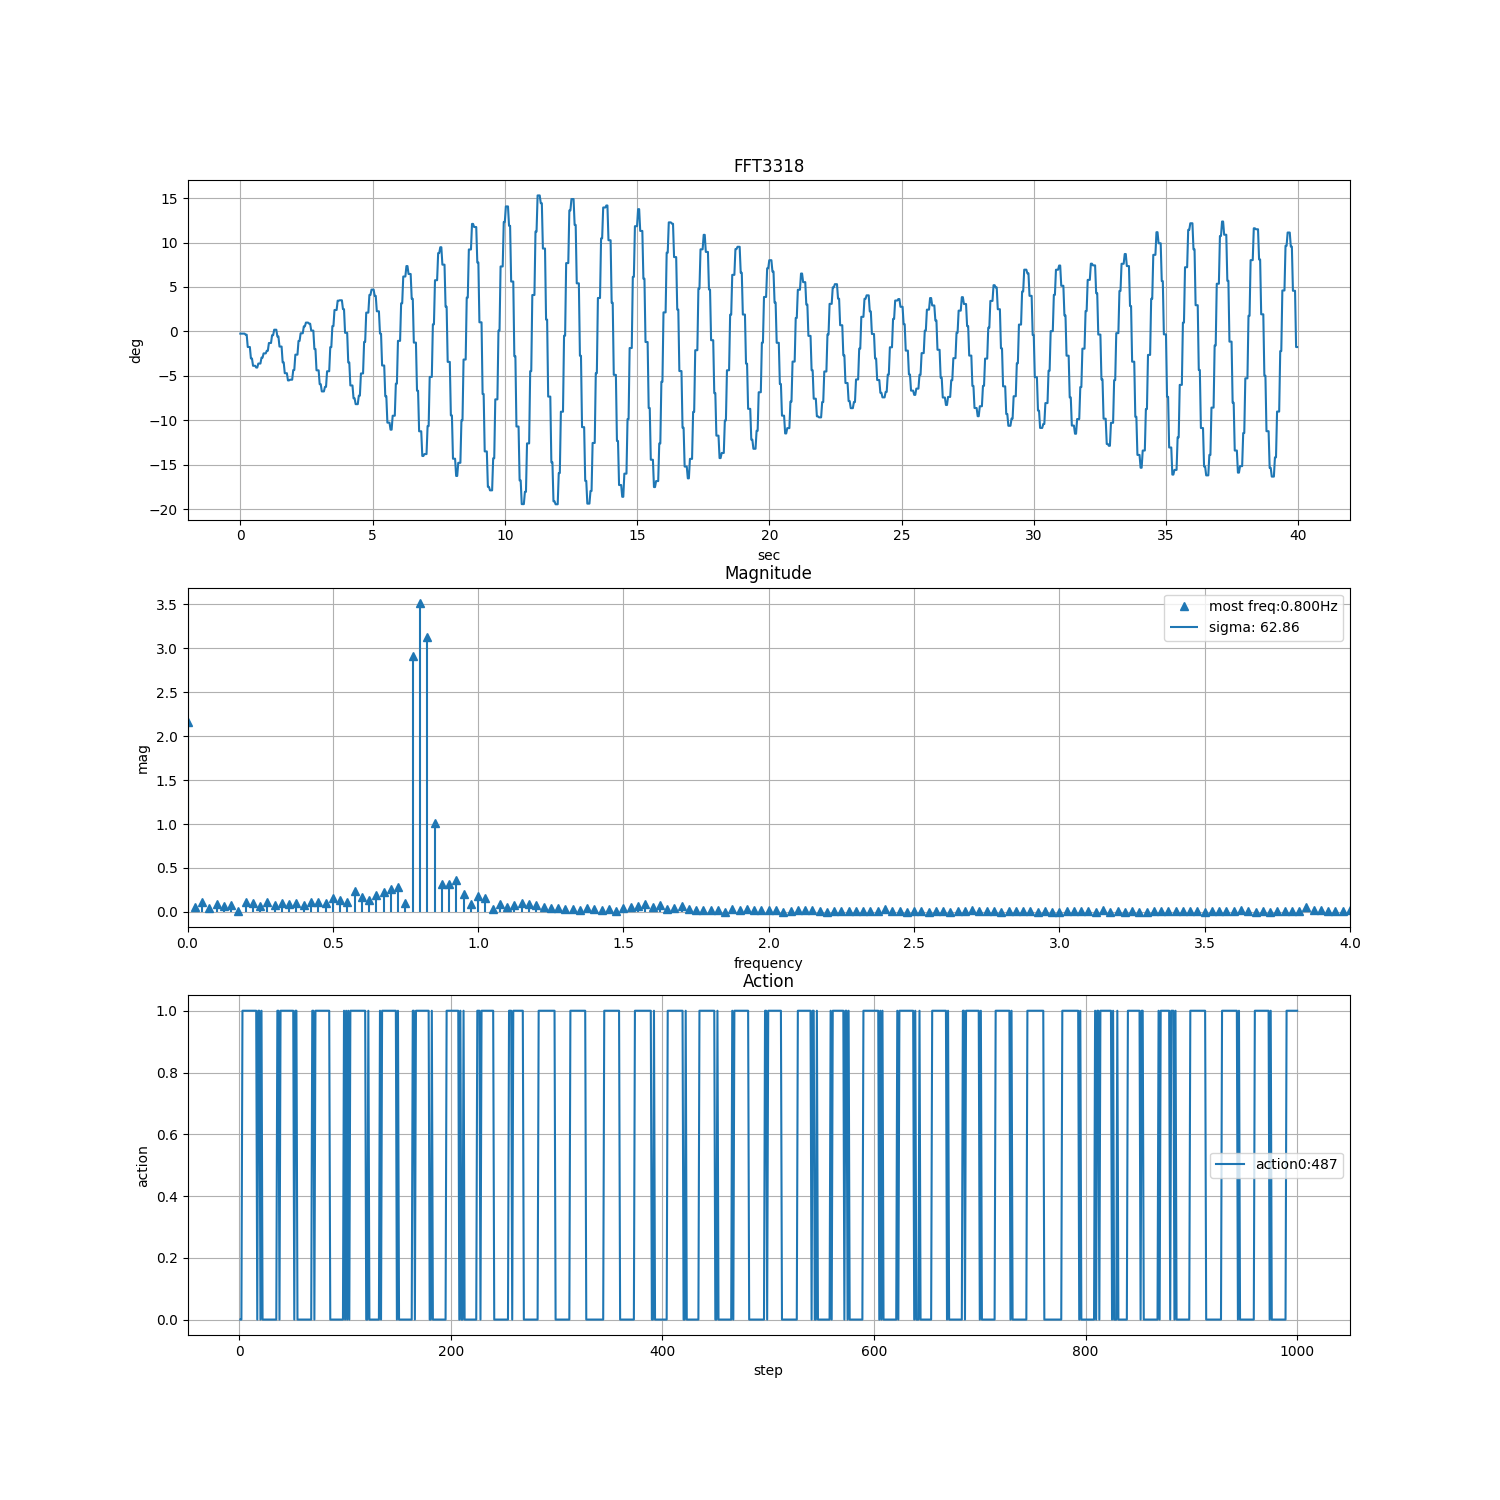 FFT3318
15
10
5
0
−5
−10
−15
−20
deg
0 5 10 15 20 25 30 35 40
sec
Magnitude
3.5
3.0
2.5
2.0
1.5
1.0
0.5
0.0
mag
most freq:0.800Hz
sigma: 62.86
0.0 0.5 1.0 1.5 2.0 2.5 3.0 3.5 4.0
frequency
Action
1.0
0.8
0.6
0.4
0.2
0.0
action
action0:487
0 200 400 600 800 1000
step